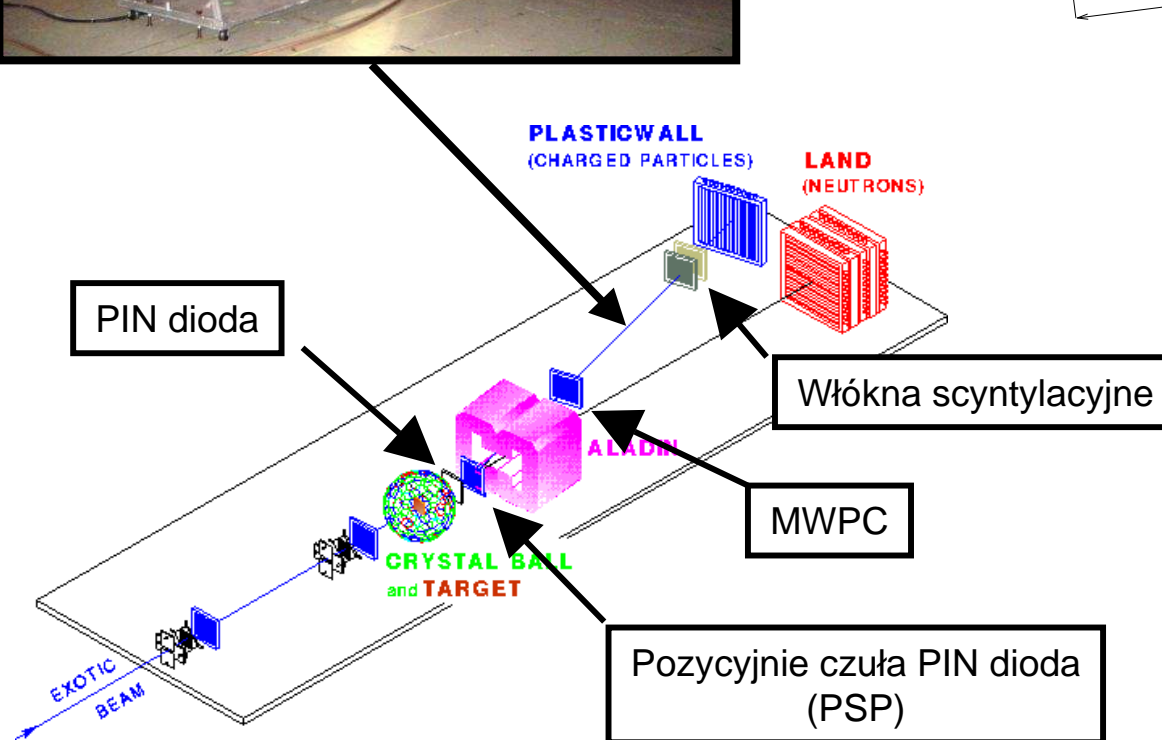 PLASTICWALL
(CHARGED PARTICLES)
LAND
(NEUTRONS)
PIN dioda
Włókna scyntylacyjne
ALADIN
MWPC
CRYSTAL BALL
and TARGET
Pozycyjnie czuła PIN dioda
(PSP)
EXOTIC
BEAM